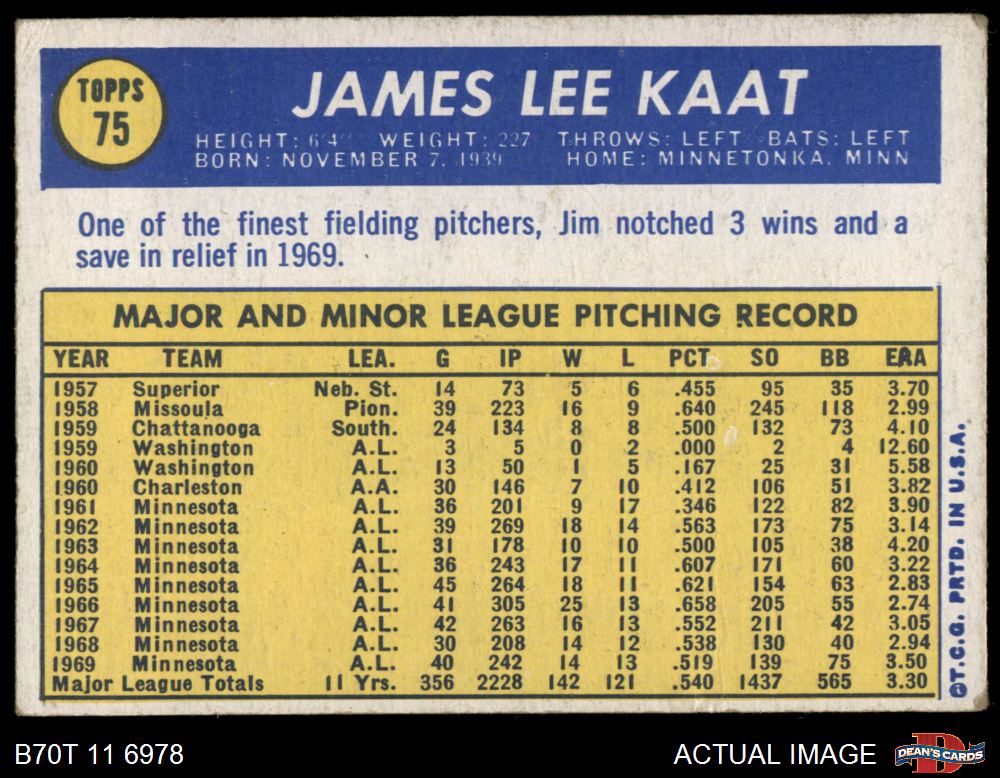 TOPPS
75
JAMES LEE KAAT
HEIGHT: 6'4" WEIGHT: 227 THROWS: LEFT BATS: LEFT
BORN: NOVEMBER 7, 1939 HOME: MINNETONKA, MINN
One of the finest fielding pitchers, Jim notched 3 wins and a
save in relief in 1969.
MAJOR AND MINOR LEAGUE PITCHING RECORD
YEAR TEAM LEA. G IP W L PCT SO BB ERA
1957 Superior Neb. St. 14 73 5 6 .455 95 35 3.70
1958 Missoula Pion. 39 223 16 9 .640 245 118 2.99
1959 Chattanooga South. 24 134 8 8 .500 132 73 4.10
1959 Washington A.L. 3 5 0 2 .000 2 4 12.60
1960 Washington A.L. 13 50 1 5 .167 25 31 5.58
1960 Charleston A.A. 30 146 7 10 .412 106 51 3.82
1961 Minnesota A.L. 36 201 9 17 .346 122 82 3.90
1962 Minnesota A.L. 39 269 18 14 .563 173 75 3.14
1963 Minnesota A.L. 31 178 10 10 .500 105 38 4.20
1964 Minnesota A.L. 36 243 17 11 .607 171 60 3.22
1965 Minnesota A.L. 45 264 18 11 .621 154 63 2.83
1966 Minnesota A.L. 41 305 25 13 .658 205 55 2.74
1967 Minnesota A.L. 42 263 16 13 .552 211 42 3.05
1968 Minnesota A.L. 30 208 14 12 .538 130 40 2.94
1969 Minnesota A.L. 40 242 14 13 .519 139 75 3.50
Major League Totals 11 Yrs. 356 2228 142 121 .540 1437 565 3.30
©T.C.G. PRTD. IN U.S.A.
B70T 11 6978
ACTUAL IMAGE
DEAN'S CARDS